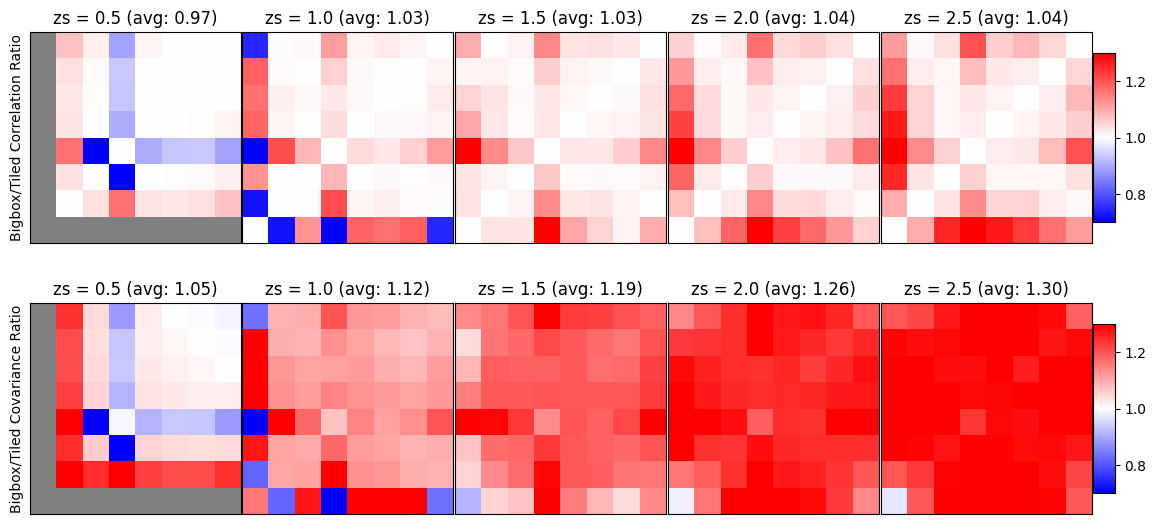 zs = 0.5 (avg: 0.97)
zs = 1.0 (avg: 1.03)
zs = 1.5 (avg: 1.03)
zs = 2.0 (avg: 1.04)
zs = 2.5 (avg: 1.04)
Bigbox/Tiled Correlation Ratio
1.2
1.0
0.8
zs = 0.5 (avg: 1.05)
zs = 1.0 (avg: 1.12)
zs = 1.5 (avg: 1.19)
zs = 2.0 (avg: 1.26)
zs = 2.5 (avg: 1.30)
Bigbox/Tiled Covariance Ratio
1.2
1.0
0.8